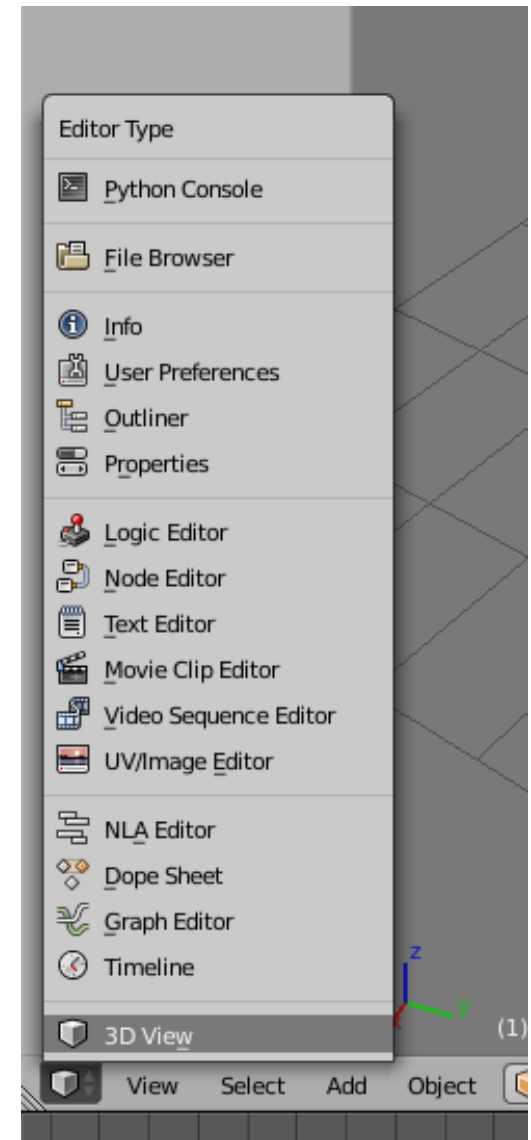 Editor Type
Python Console
File Browser
Info
User Preferences
Outliner
Properties
Logic Editor
Node Editor
Text Editor
Movie Clip Editor
Video Sequence Editor
UV/Image Editor
NLA Editor
Dope Sheet
Graph Editor
Timeline
z
y
(1)
3D View
View Select Add Object